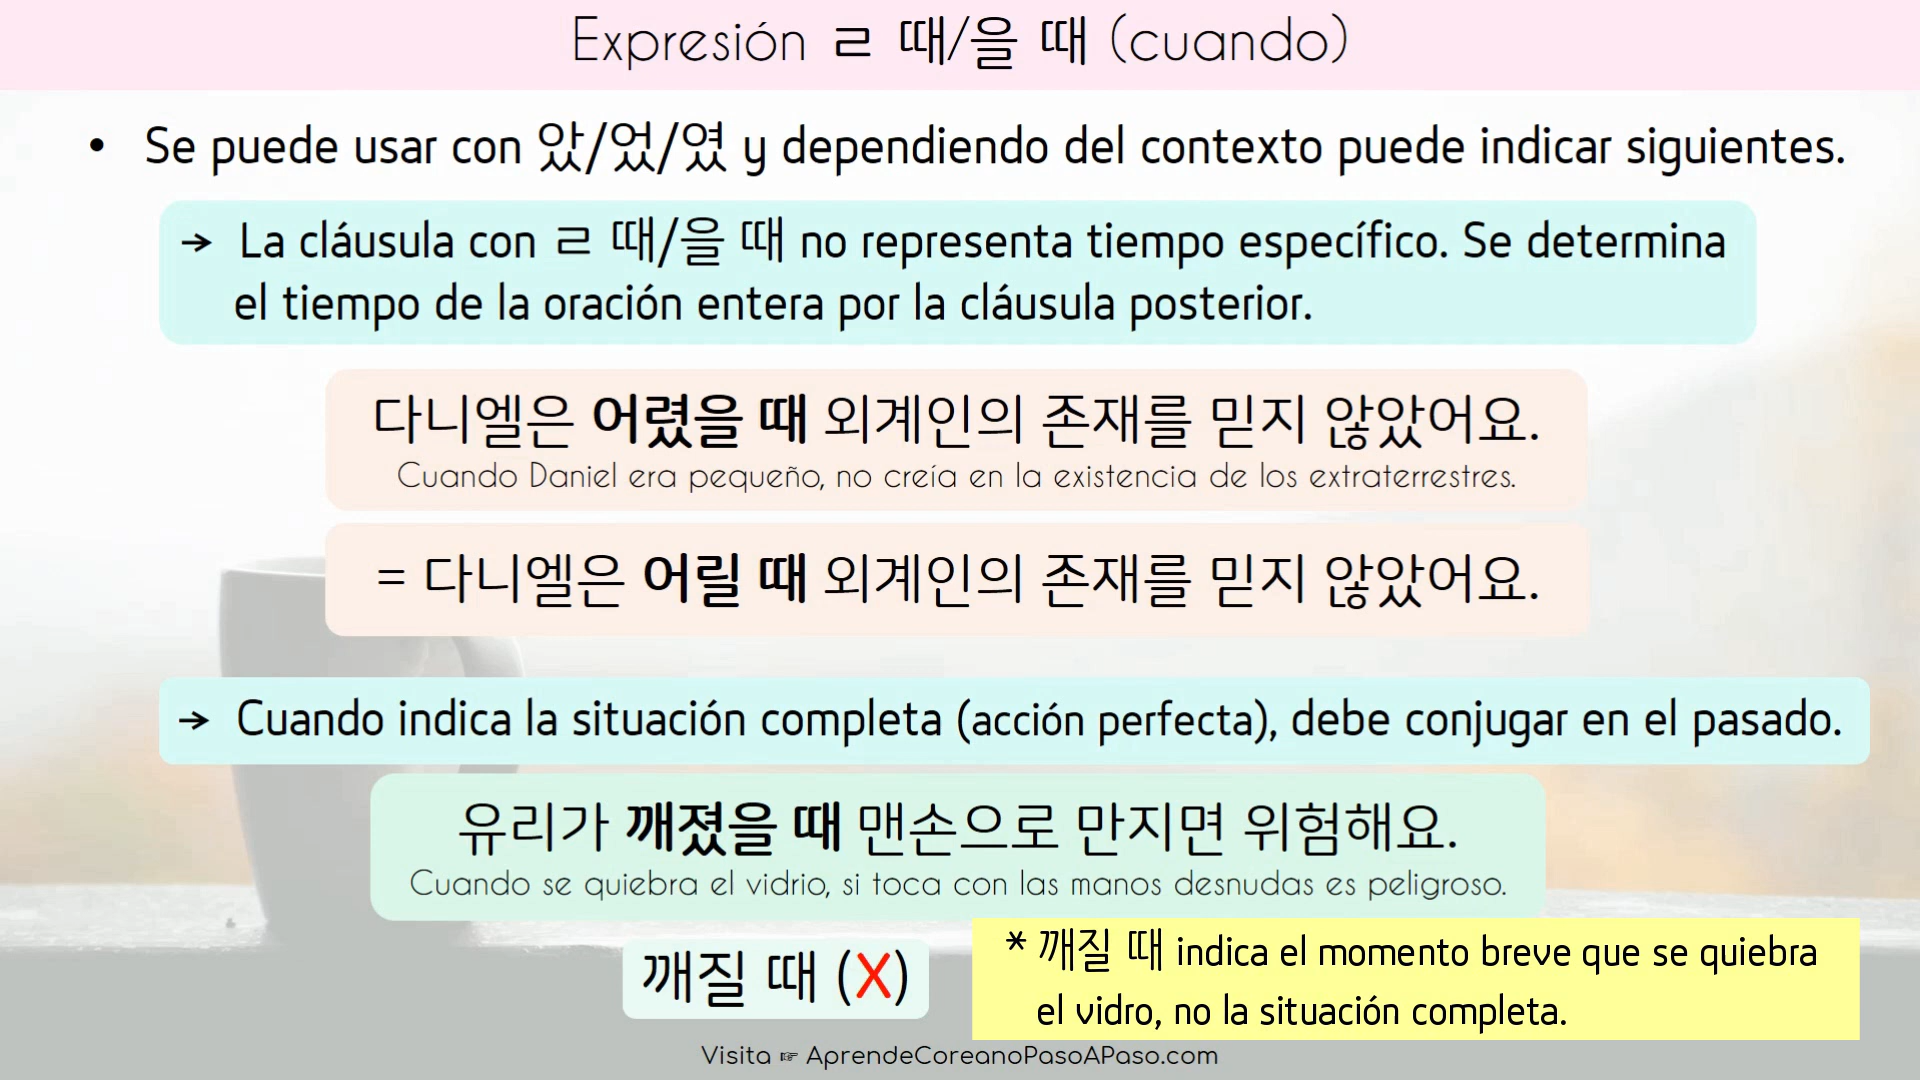 Expresión ㄹ 때/을 때 (cuando)
• Se puede usar con 았/었/였 y dependiendo del contexto puede indicar siguientes.
→ La cláusula con ㄹ 때/을 때 no representa tiempo específico. Se determina
el tiempo de la oración entera por la cláusula posterior.
다니엘은 어렸을 때 외계인의 존재를 믿지 않았어요.
Cuando Daniel era pequeño, no creía en la existencia de los extraterrestres.
= 다니엘은 어릴 때 외계인의 존재를 믿지 않았어요.
→ Cuando indica la situación completa (acción perfecta), debe conjugar en el pasado.
유리가 깨졌을 때 맨손으로 만지면 위험해요.
Cuando se quiebra el vidrio, si toca con las manos desnudas es peligroso.
깨질 때 (X)
* 깨질 때 indica el momento breve que se quiebra
el vidro, no la situación completa.
Visita ☞ AprendeCoreanoPasoAPaso.com